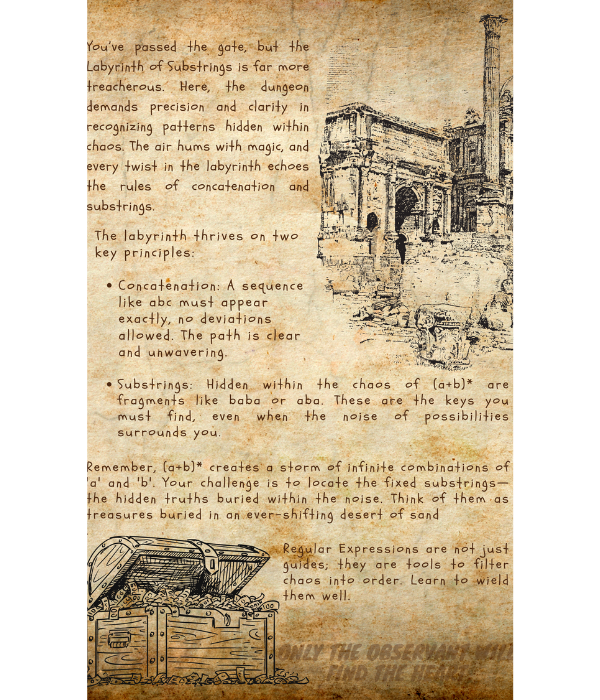 You've passed the gate, but the
Labyrinth of Substrings is far more
treacherous. Here, the dungeon
demands precision and clarity in
recognizing patterns hidden within
chaos. The air hums with magic, and
every twist in the labyrinth echoes
the rules of concatenation and
substrings.
The labyrinth thrives on two
key principles:
• Concatenation: A sequence
like abc must appear
exactly, no deviations
allowed. The path is clear
and unwavering.
• Substrings: Hidden within the chaos of (a+b)* are
fragments like baba or aba. These are the keys you
must find, even when the noise of possibilities
surrounds you.
Remember, (a+b)* creates a storm of infinite combinations of
'a' and 'b'. Your challenge is to locate the fixed substrings—
the hidden truths buried within the noise. Think of them as
treasures buried in an ever-shifting desert of sand
Regular Expressions are not just
guides; they are tools to filter
chaos into order. Learn to wield
them well.
ONLY THE OBSERVANT WILL
FIND THE